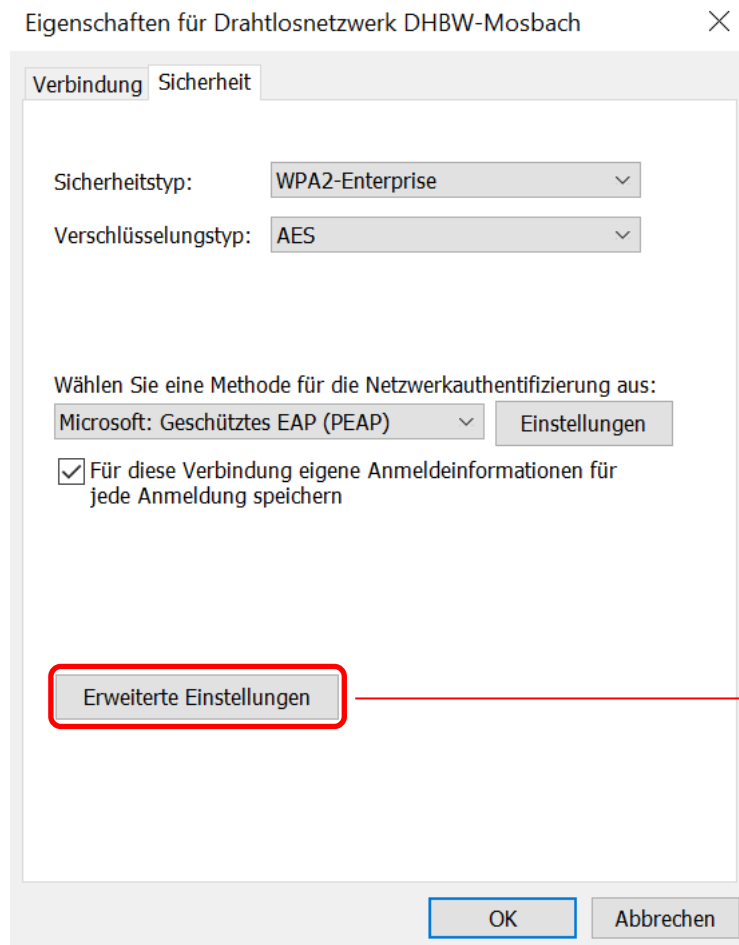 Eigenschaften für Drahtlosnetzwerk DHBW-Mosbach
Verbindung Sicherheit
Sicherheitstyp: WPA2-Enterprise
Verschlüsselungstyp: AES
Wählen Sie eine Methode für die Netzwerkauthentifizierung aus:
Microsoft: Geschütztes EAP (PEAP) Einstellungen
Für diese Verbindung eigene Anmeldeinformationen für
jede Anmeldung speichern
Erweiterte Einstellungen
OK Abbrechen